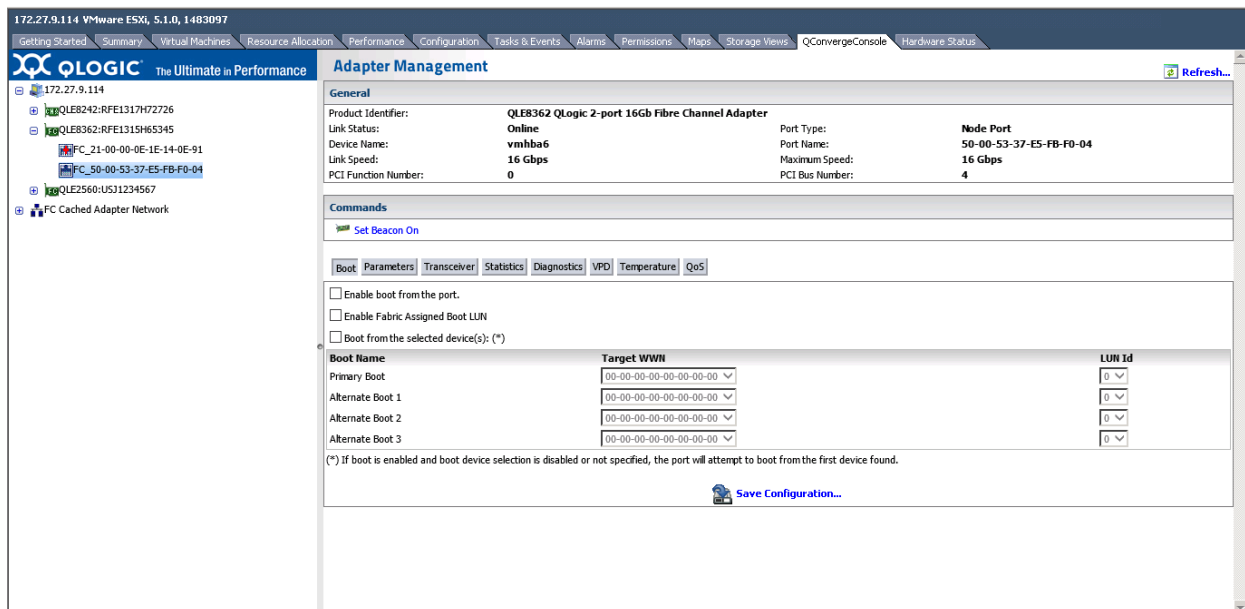 172.27.9.114 VMware ESXi, 5.1.0, 1483097
Getting Started Summary Virtual Machines Resource Allocation Performance Configuration Tasks & Events Alarms Permissions Maps Storage Views QConvergeConsole Hardware Status
QLOGIC The Ultimate in Performance
172.27.9.114
QLE8242:RFE1317H72726
QLE8362:RFE1315H65345
FC_21-00-00-0E-1E-14-0E-91
FC_50-00-53-37-E5-FB-F0-04
QLE2560:USJ1234567
FC Cached Adapter Network
Adapter Management
Refresh...
General
Product Identifier: QLE8362 QLogic 2-port 16Gb Fibre Channel Adapter
Link Status: Online Port Type: Node Port
Device Name: vmhba6 Port Name: 50-00-53-37-E5-FB-F0-04
Link Speed: 16 Gbps Maximum Speed: 16 Gbps
PCI Function Number: 0 PCI Bus Number: 4
Commands
Set Beacon On
Boot Parameters Transceiver Statistics Diagnostics VPD Temperature QoS
Enable boot from the port.
Enable Fabric Assigned Boot LUN
Boot from the selected device(s): (*)
Boot Name Target WWN LUN Id
Primary Boot 00-00-00-00-00-00-00-00 0
Alternate Boot 1 00-00-00-00-00-00-00-00 0
Alternate Boot 2 00-00-00-00-00-00-00-00 0
Alternate Boot 3 00-00-00-00-00-00-00-00 0
(*) If boot is enabled and boot device selection is disabled or not specified, the port will attempt to boot from the first device found.
Save Configuration...